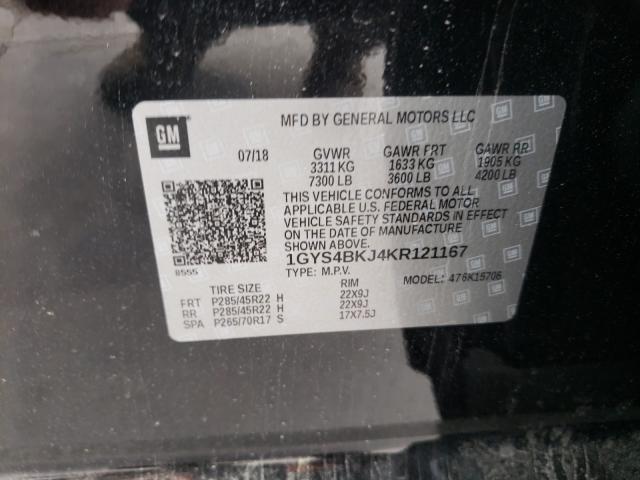 GM
MFD BY GENERAL MOTORS LLC
07/18 GVWR GAWR FRT GAWR RR
3311 KG 1633 KG 1905 KG
7300 LB 3600 LB 4200 LB
THIS VEHICLE CONFORMS TO ALL
APPLICABLE U.S. FEDERAL MOTOR
VEHICLE SAFETY STANDARDS IN EFFECT
ON THE DATE OF MANUFACTURE
SHOWN ABOVE.
1GYS4BKJ4KR121167
8555 TYPE: M.P.V. MODEL: 476K15706
TIRE SIZE RIM
FRT P285/45R22 H 22X9J
RR P285/45R22 H 22X9J
SPA P265/70R17 S 17X7.5J